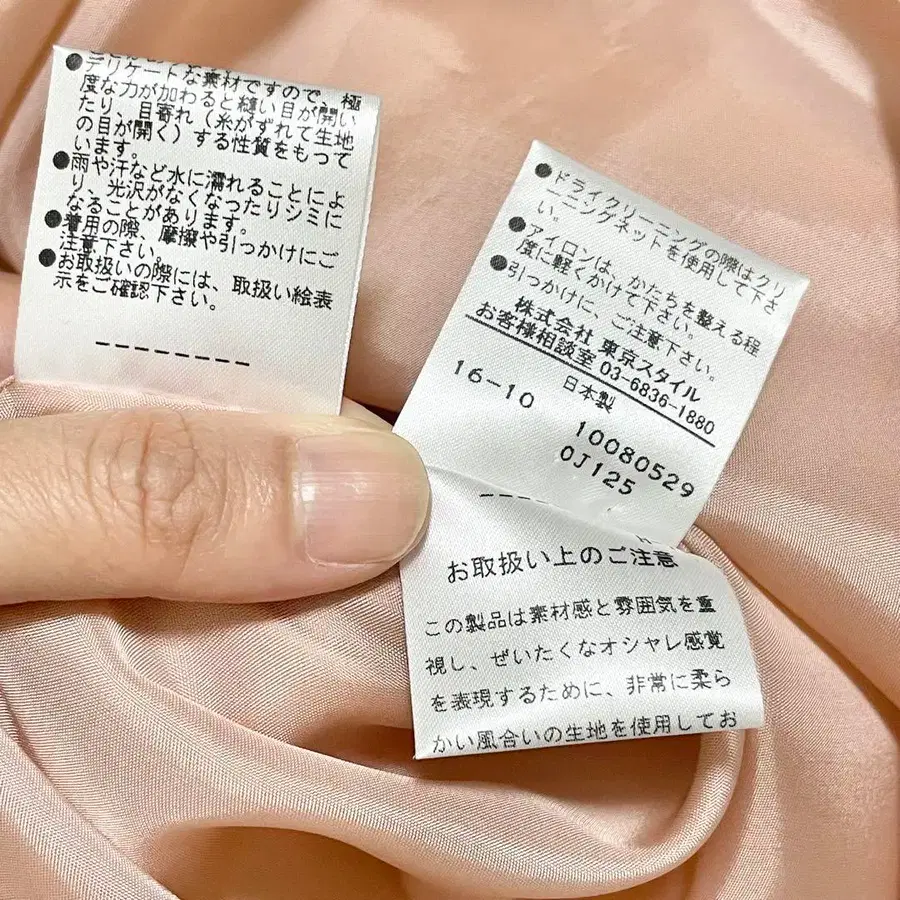 ●デリケートな素材ですので、極
度な力が加わると縫い目が開い
たり、目寄れ（糸がずれて生地
の目が開く）する性質をもって
います。
●雨や汗など水に濡れることによ
り、光沢がなくなったりシミに
なることがあります。
●着用の際、摩擦や引っかけにご
注意下さい。
●お取扱いの際には、取扱い絵表
示をご確認下さい。
--------
●ドライクリーニングの際はクリ
ーニングネットを使用して下さ
い。
●アイロンは、かたちを整える程
度に軽くかけて下さい。
●引っかけに、ご注意下さい。
株式会社 東京スタイル
お客様相談室 03-6836-1880
日本製
16-10
10080529
0J125
お取扱い上のご注意
この製品は素材感と雰囲気を重
視し、ぜいたくなオシャレ感覚
を表現するために、非常に柔ら
かい風合いの生地を使用してお